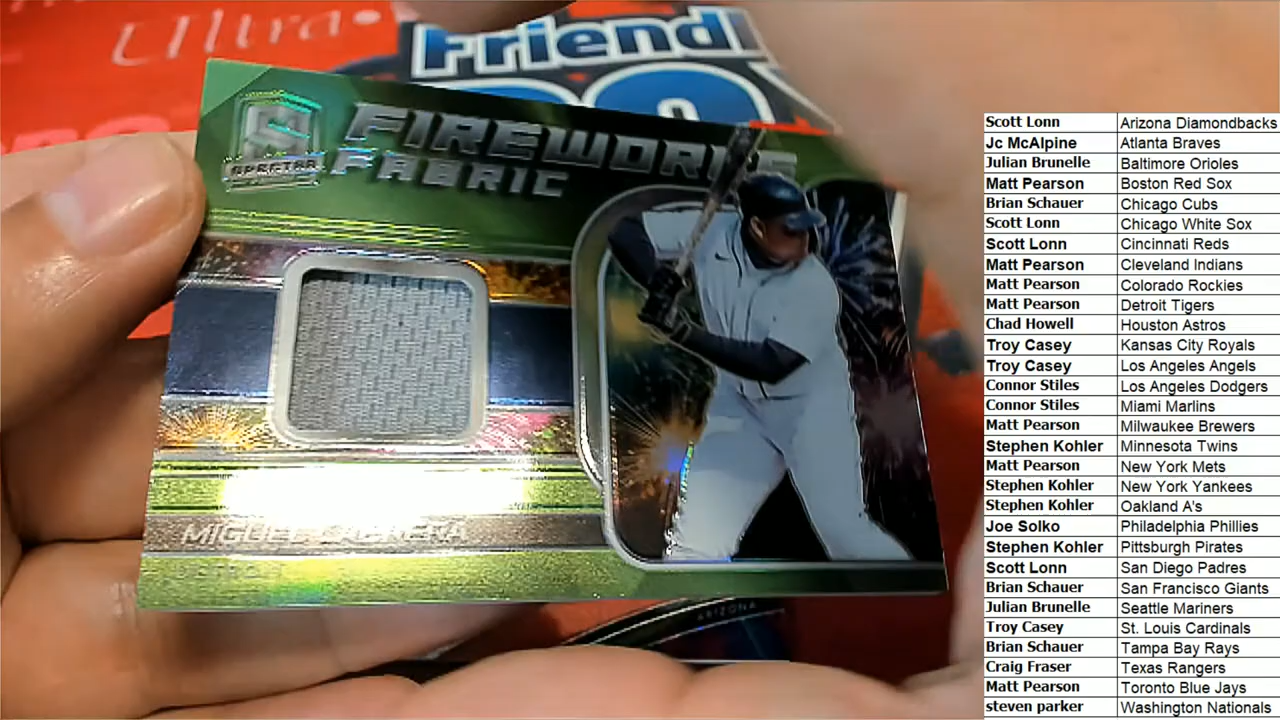 Ultra
Friendl
SPECTRA
FIREWORKS
FABRIC
MIGUEL CABRERA
ARIZONA
Scott Lonn Arizona Diamondbacks
Jc McAlpine Atlanta Braves
Julian Brunelle Baltimore Orioles
Matt Pearson Boston Red Sox
Brian Schauer Chicago Cubs
Scott Lonn Chicago White Sox
Scott Lonn Cincinnati Reds
Matt Pearson Cleveland Indians
Matt Pearson Colorado Rockies
Matt Pearson Detroit Tigers
Chad Howell Houston Astros
Troy Casey Kansas City Royals
Troy Casey Los Angeles Angels
Connor Stiles Los Angeles Dodgers
Connor Stiles Miami Marlins
Matt Pearson Milwaukee Brewers
Stephen Kohler Minnesota Twins
Matt Pearson New York Mets
Stephen Kohler New York Yankees
Stephen Kohler Oakland A's
Joe Solko Philadelphia Phillies
Stephen Kohler Pittsburgh Pirates
Scott Lonn San Diego Padres
Brian Schauer San Francisco Giants
Julian Brunelle Seattle Mariners
Troy Casey St. Louis Cardinals
Brian Schauer Tampa Bay Rays
Craig Fraser Texas Rangers
Matt Pearson Toronto Blue Jays
steven parker Washington Nationals